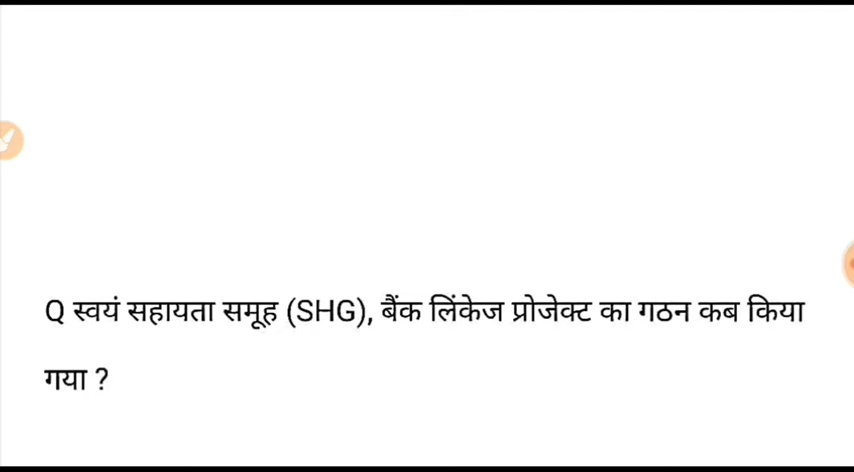 Q स्वयं सहायता समूह (SHG), बैंक लिंकेज प्रोजेक्ट का गठन कब किया
गया ?